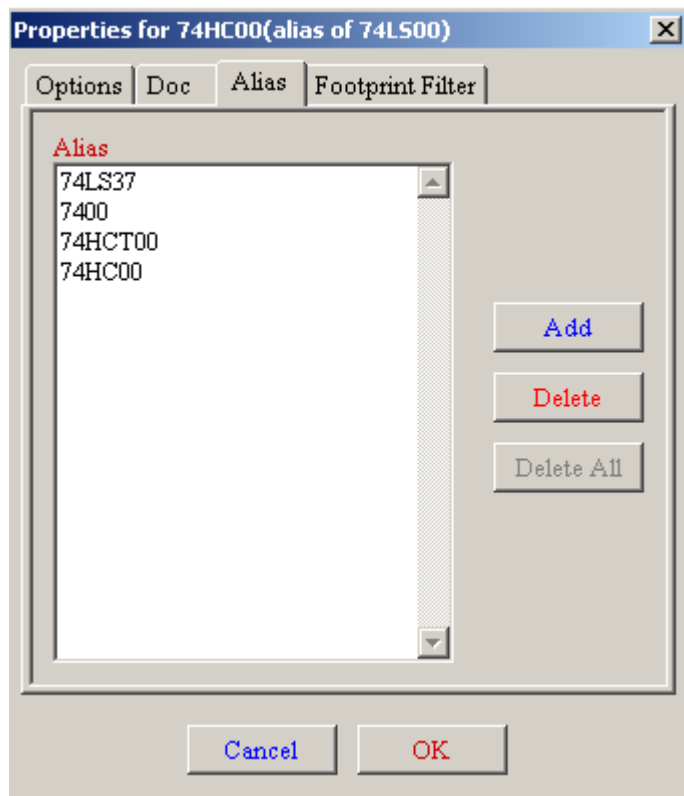 Properties for 74HC00(alias of 74LS00)
Options Doc Alias Footprint Filter
Alias
74LS37
7400
74HCT00
74HC00
Add
Delete
Delete All
Cancel OK